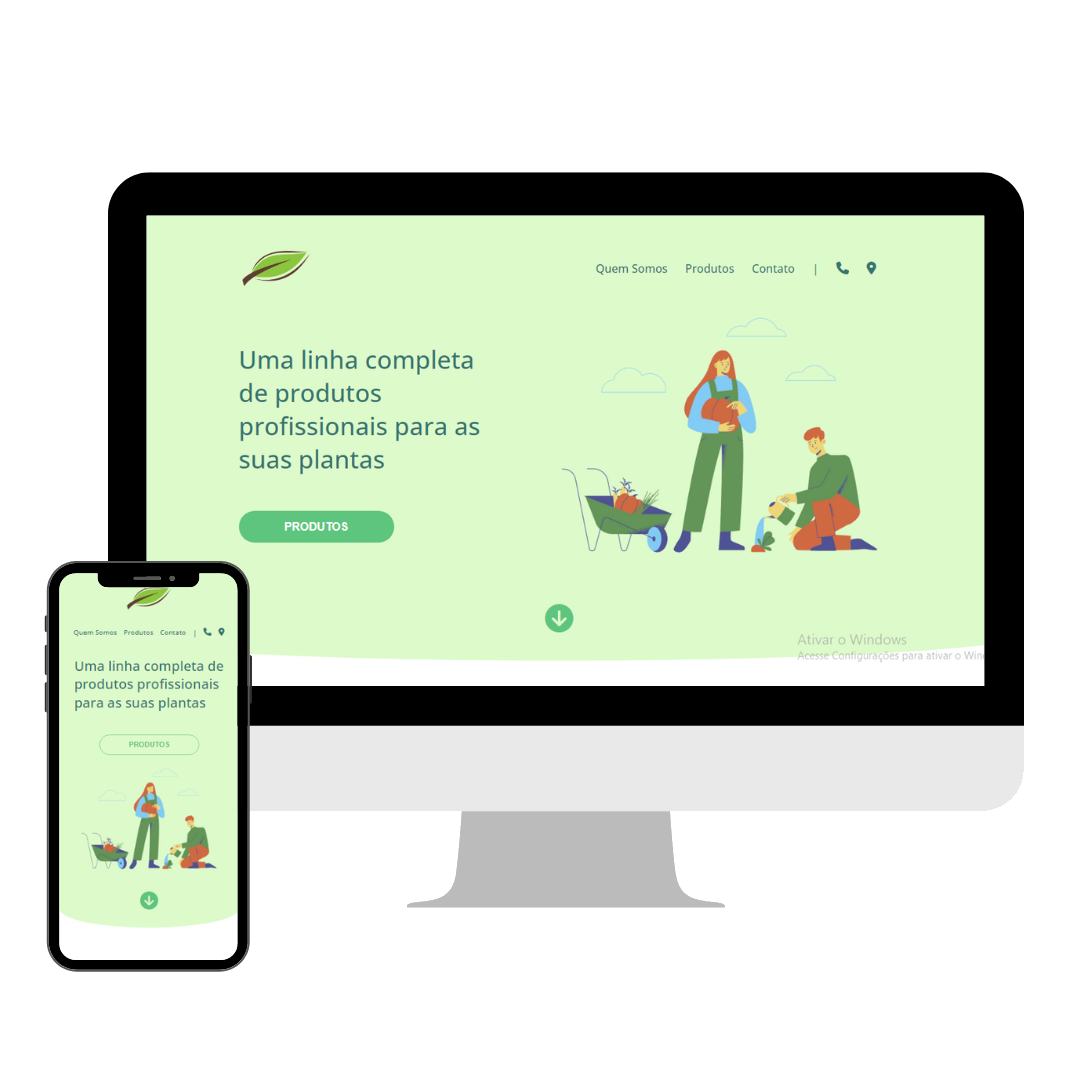 Quem Somos Produtos Contato |
Uma linha completa
de produtos
profissionais para as
suas plantas
PRODUTOS
Ativar o Windows
Acesse Configurações para ativar o Win
Quem Somos Produtos Contato |
Uma linha completa de
produtos profissionais
para as suas plantas
PRODUTOS